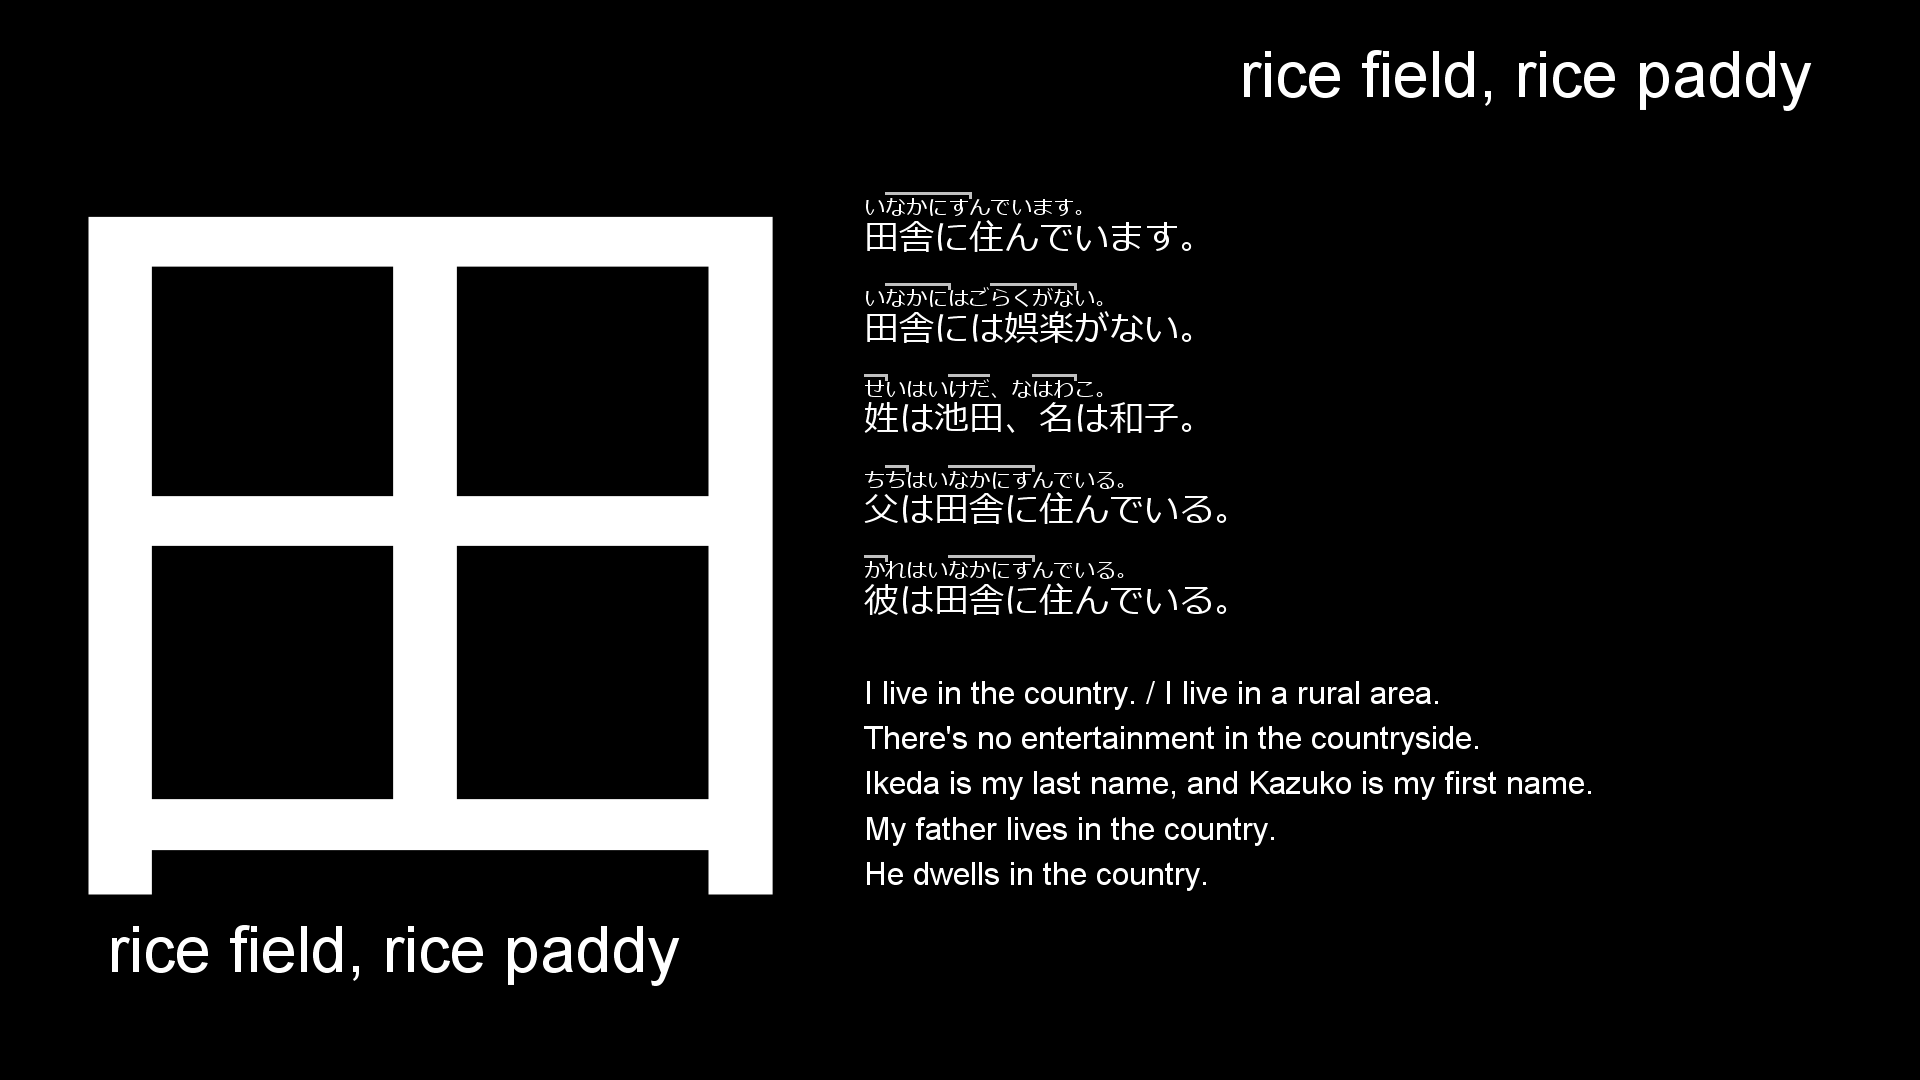 rice field, rice paddy
田
rice field, rice paddy
いなかにすんでいます。
田舎に住んでいます。
いなかにはごらくがない。
田舎には娯楽がない。
せいはいけだ、なはわこ。
姓は池田、名は和子。
ちちはいなかにすんでいる。
父は田舎に住んでいる。
かれはいなかにすんでいる。
彼は田舎に住んでいる。
I live in the country. / I live in a rural area.
There's no entertainment in the countryside.
Ikeda is my last name, and Kazuko is my first name.
My father lives in the country.
He dwells in the country.